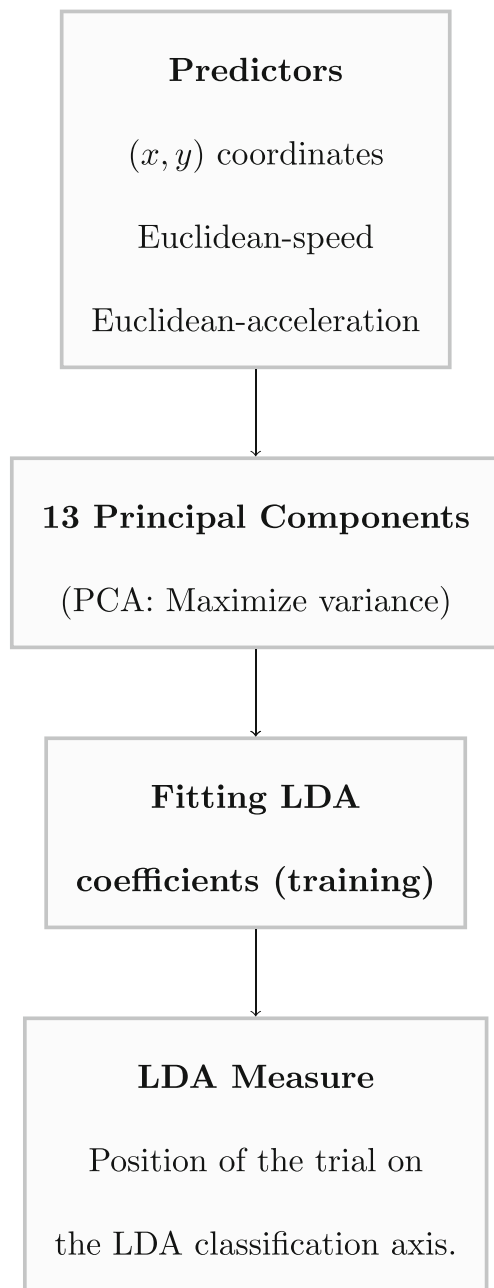 Predictors
(x, y) coordinates
Euclidean-speed
Euclidean-acceleration
13 Principal Components
(PCA: Maximize variance)
Fitting LDA
coefficients (training)
LDA Measure
Position of the trial on
the LDA classification axis.